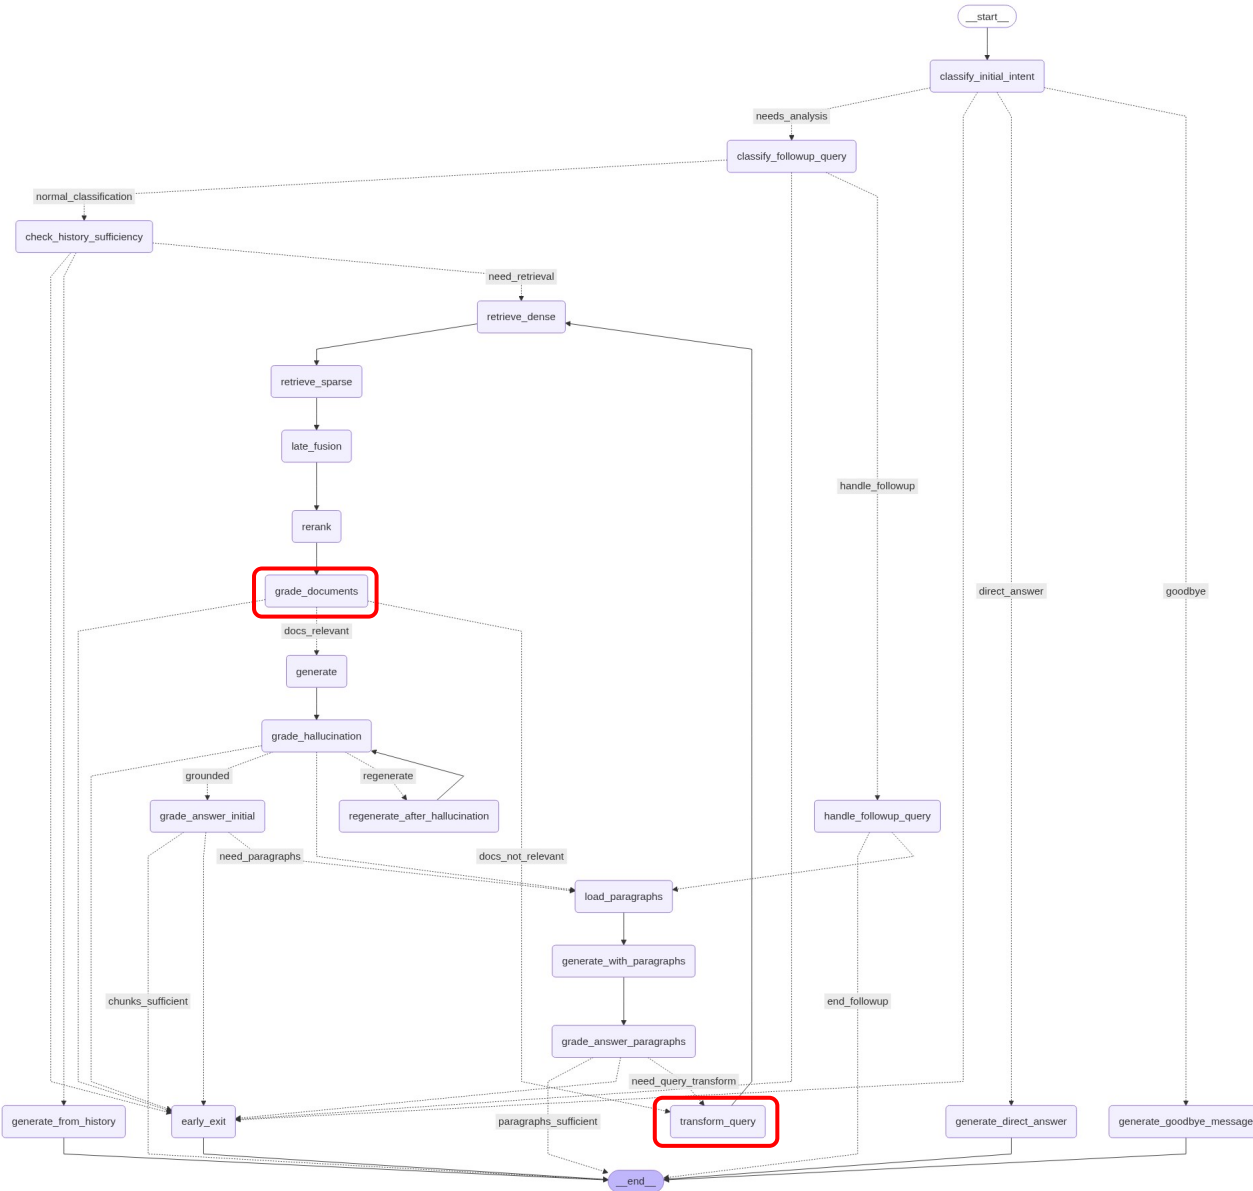 __start__
classify_initial_intent
needs_analysis
classify_followup_query
normal_classification
check_history_sufficiency
need_retrieval
retrieve_dense
retrieve_sparse
late_fusion
handle_followup
rerank
grade_documents
direct_answer
goodbye
docs_relevant
generate
grade_hallucination
grounded
regenerate
grade_answer_initial
regenerate_after_hallucination
handle_followup_query
need_paragraphs
docs_not_relevant
load_paragraphs
generate_with_paragraphs
chunks_sufficient
end_followup
grade_answer_paragraphs
need_query_transform
generate_from_history
early_exit
paragraphs_sufficient
transform_query
generate_direct_answer
generate_goodbye_message
__end__